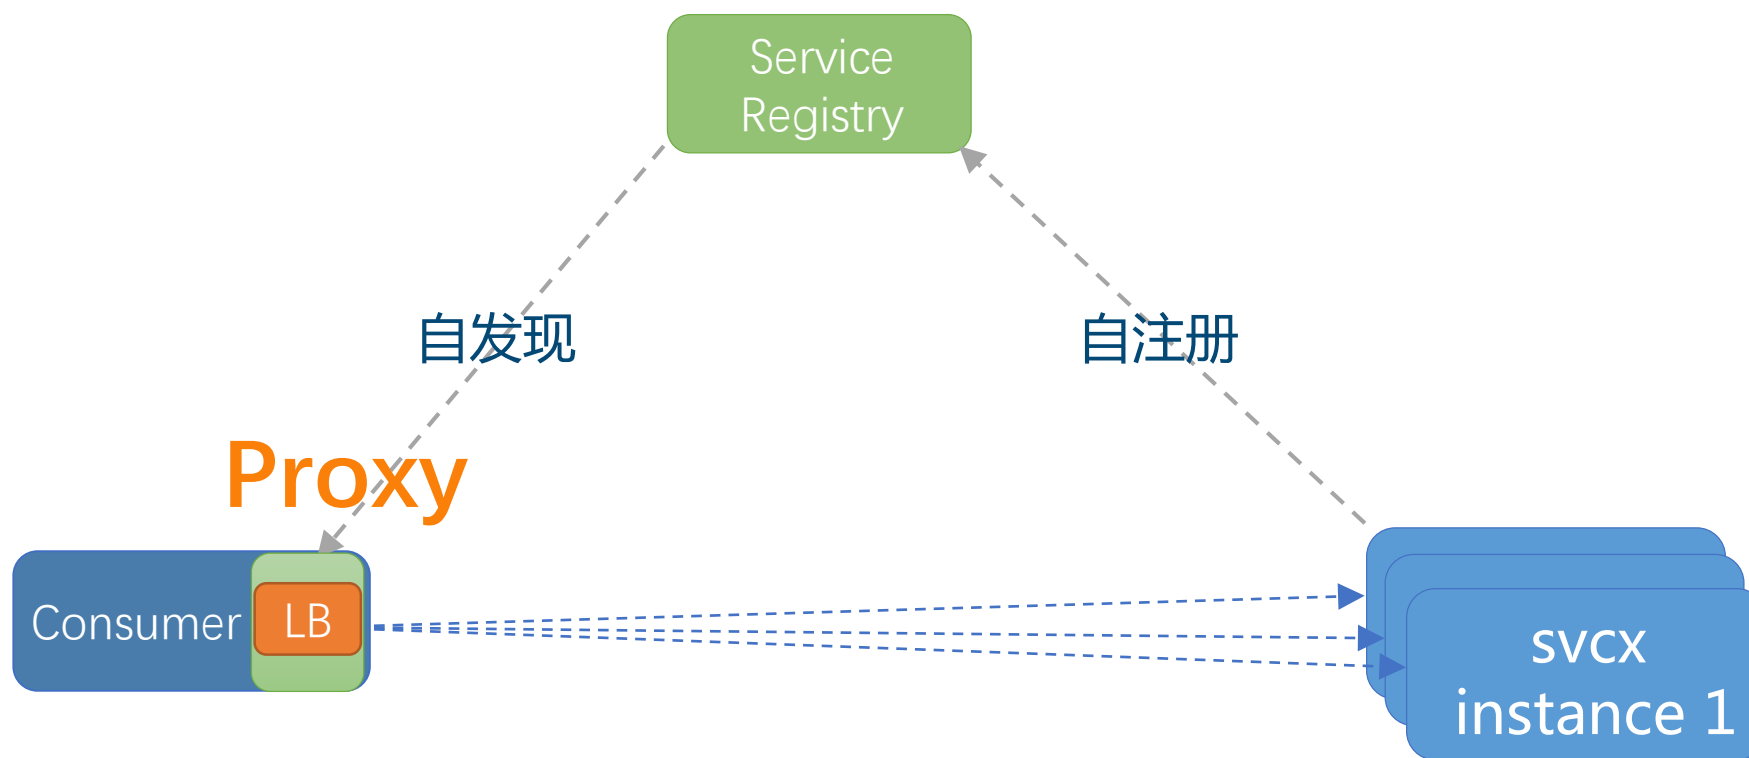 Service
Registry
自发现
自注册
Proxy
Consumer
LB
svcx
instance 1